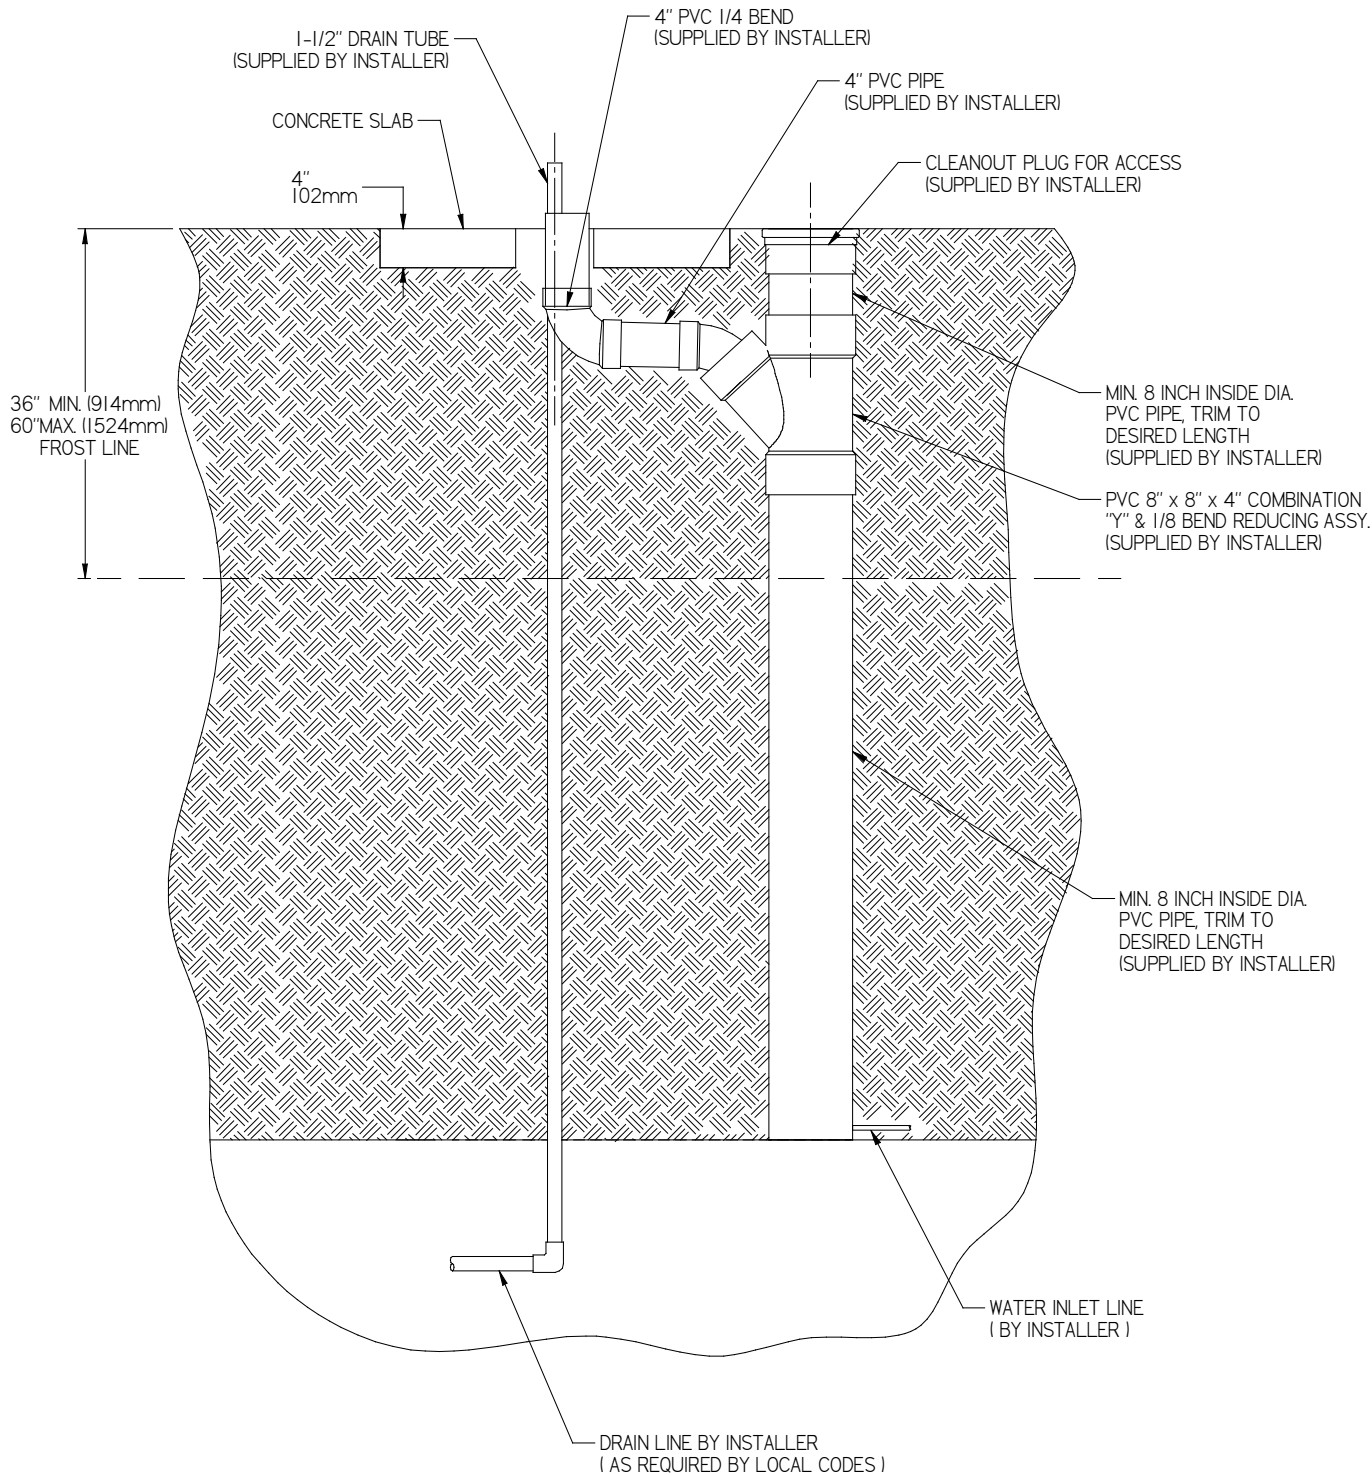 4" PVC 1/4 BEND
(SUPPLIED BY INSTALLER)
1-1/2" DRAIN TUBE
(SUPPLIED BY INSTALLER)
4" PVC PIPE
(SUPPLIED BY INSTALLER)
CONCRETE SLAB
CLEANOUT PLUG FOR ACCESS
(SUPPLIED BY INSTALLER)
4"
102mm
36" MIN. (914mm)
60"MAX. (1524mm)
FROST LINE
MIN. 8 INCH INSIDE DIA.
PVC PIPE, TRIM TO
DESIRED LENGTH
(SUPPLIED BY INSTALLER)
PVC 8" x 8" x 4" COMBINATION
"Y" & 1/8 BEND REDUCING ASSY.
(SUPPLIED BY INSTALLER)
MIN. 8 INCH INSIDE DIA.
PVC PIPE, TRIM TO
DESIRED LENGTH
(SUPPLIED BY INSTALLER)
WATER INLET LINE
( BY INSTALLER )
DRAIN LINE BY INSTALLER
( AS REQUIRED BY LOCAL CODES )